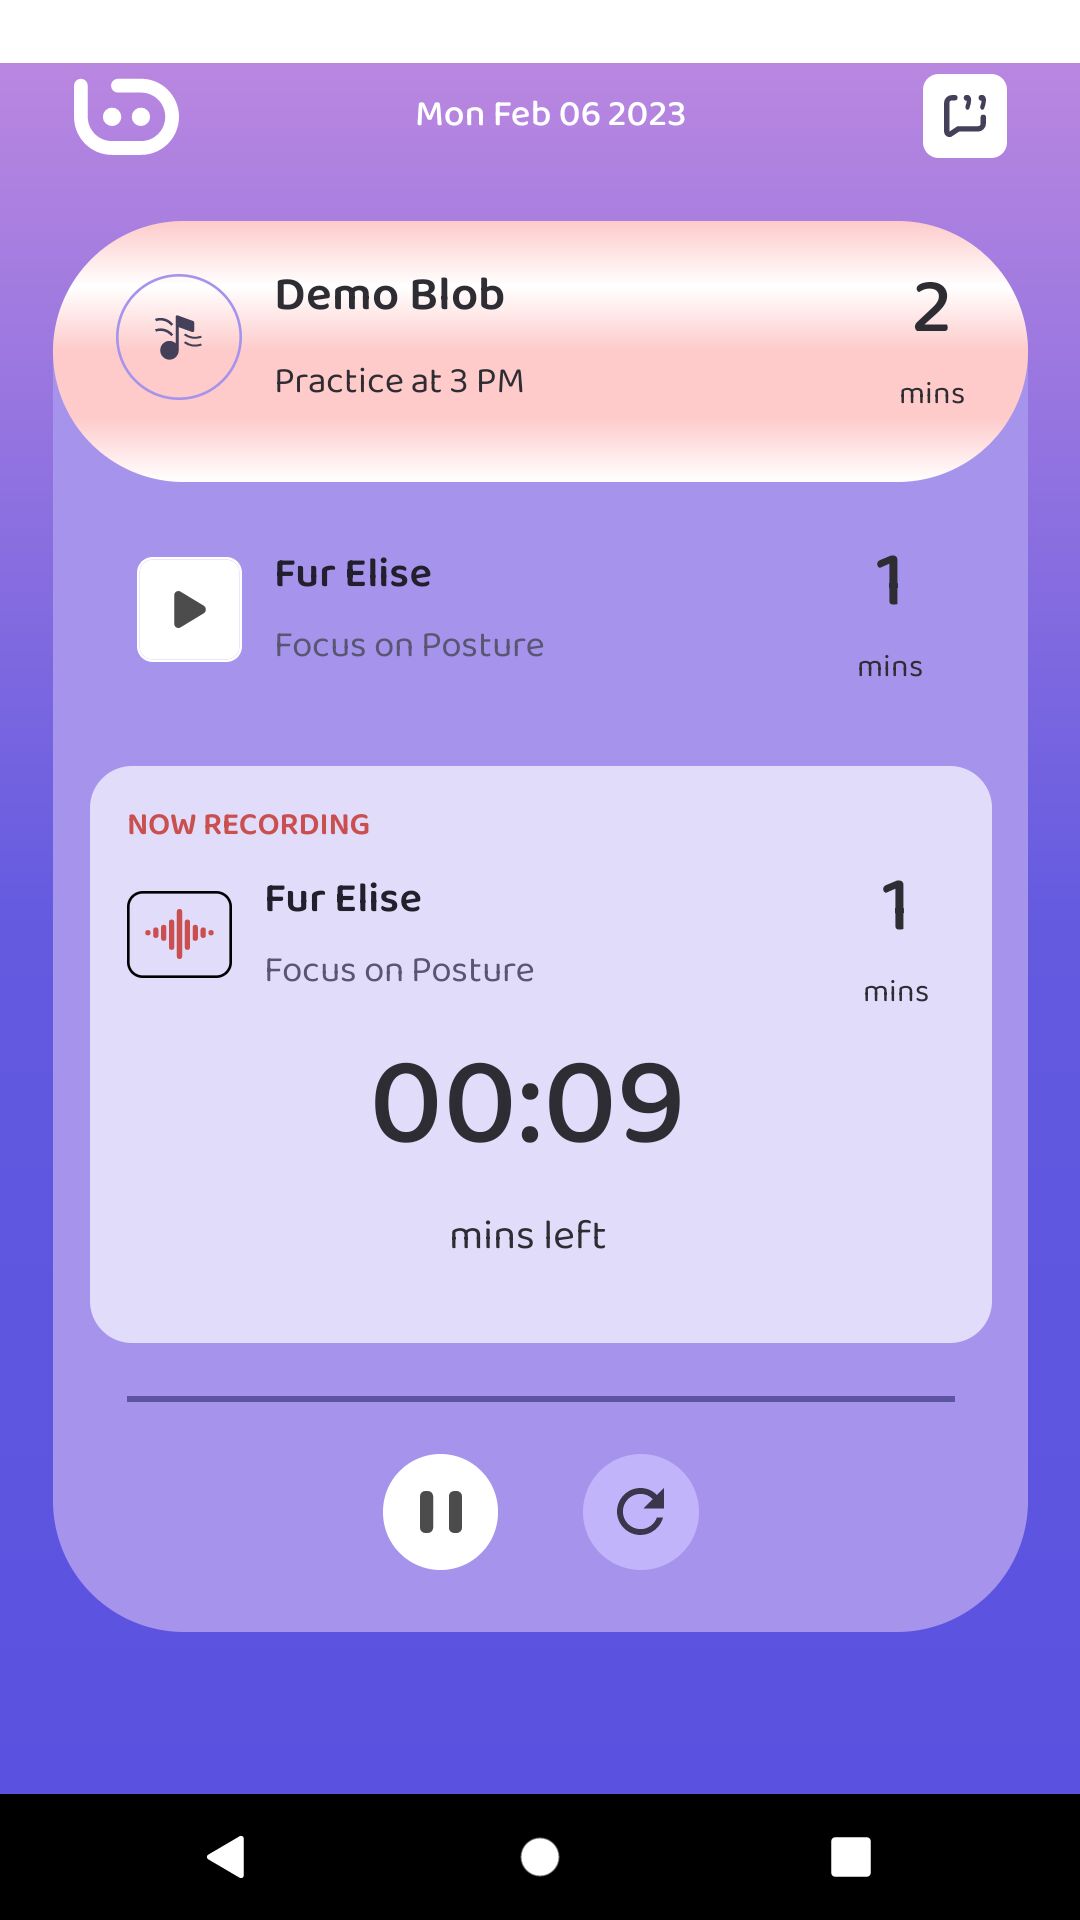 Mon Feb 06 2023
Demo Blob
2
Practice at 3 PM
mins
Fur Elise
1
Focus on Posture
mins
NOW RECORDING
Fur Elise
1
Focus on Posture
mins
00:09
mins left